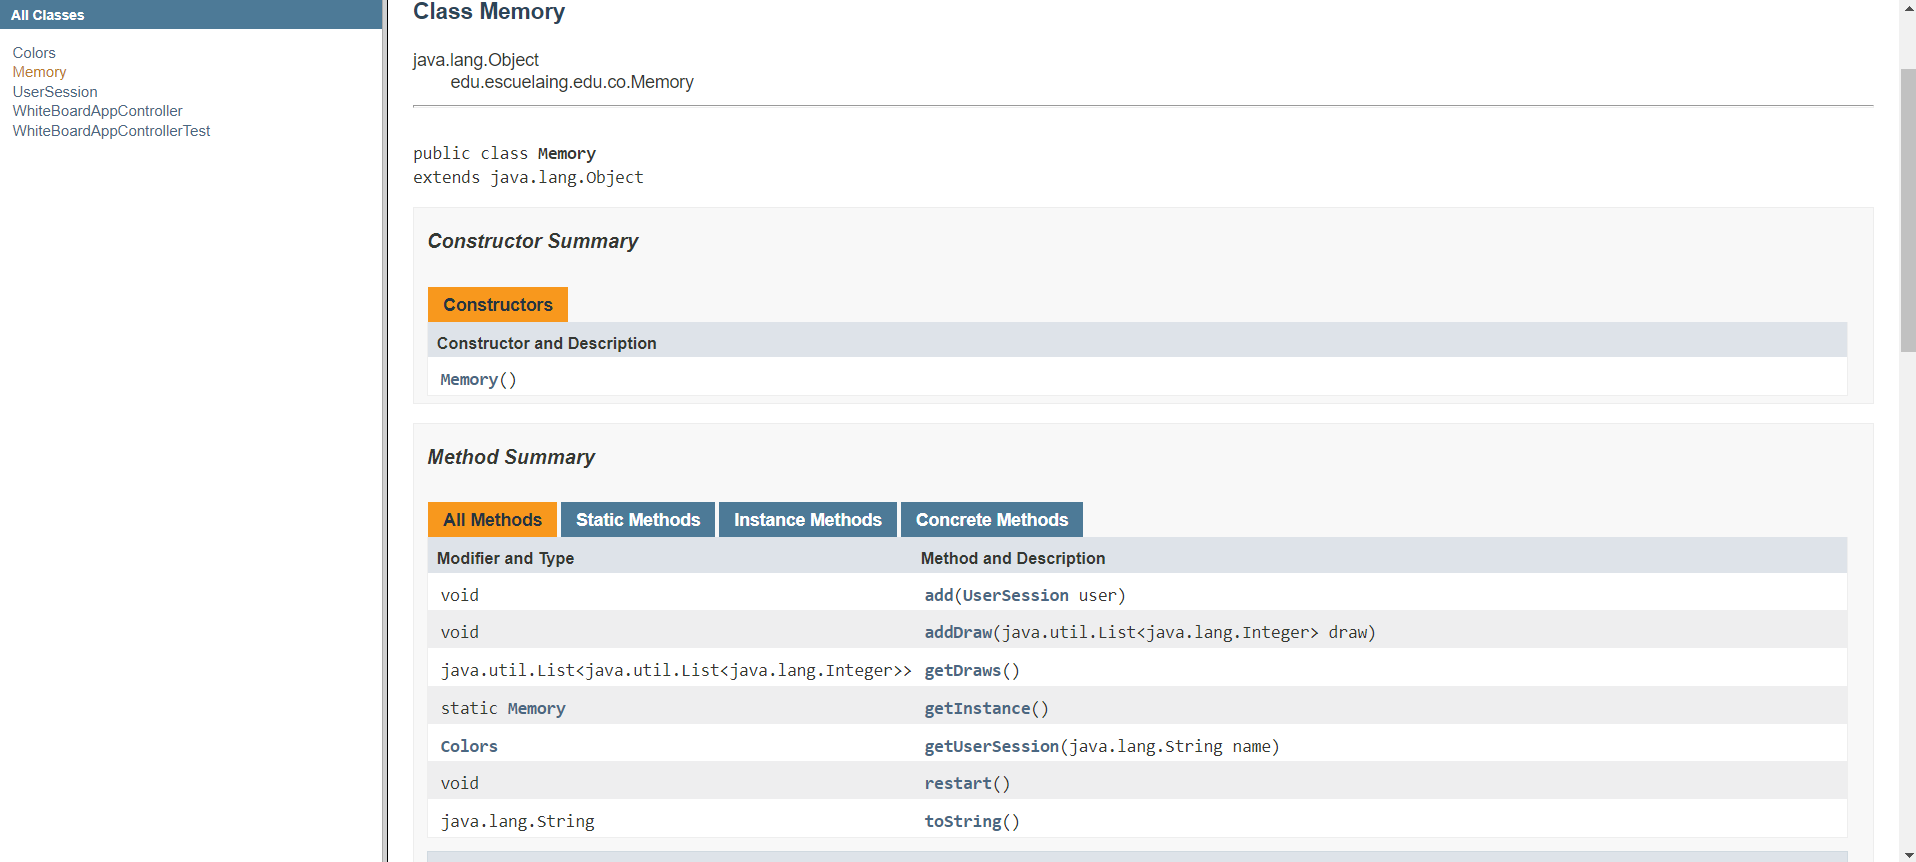 All Classes
Colors
Memory
UserSession
WhiteBoardAppController
WhiteBoardAppControllerTest
Class Memory
java.lang.Object
edu.escuelaing.edu.co.Memory
public class Memory
extends java.lang.Object
Constructor Summary
Constructors
Constructor and Description
Memory()
Method Summary
All Methods Static Methods Instance Methods Concrete Methods
Modifier and Type Method and Description
void add(UserSession user)
void addDraw(java.util.List<java.lang.Integer> draw)
java.util.List<java.util.List<java.lang.Integer>> getDraws()
static Memory getInstance()
Colors getUserSession(java.lang.String name)
void restart()
java.lang.String toString()